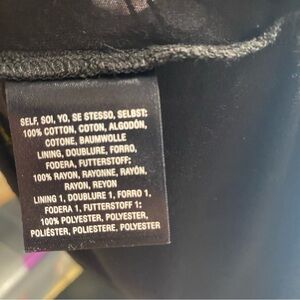 SELF, SOI, YO, SE STESSO, SELBST:
100% COTTON, COTON, ALGODÓN,
COTONE, BAUMWOLLE
LINING, DOUBLURE, FORRO,
FODERA, FUTTERSTOFF:
100% RAYON, RAYONNE, RAYÓN,
RAYON, REYON
LINING 1, DOUBLURE 1, FORRO 1,
FODERA 1, FUTTERSTOFF 1:
100% POLYESTER, POLYESTER,
POLIÉSTER, POLIESTERE, POLYESTER